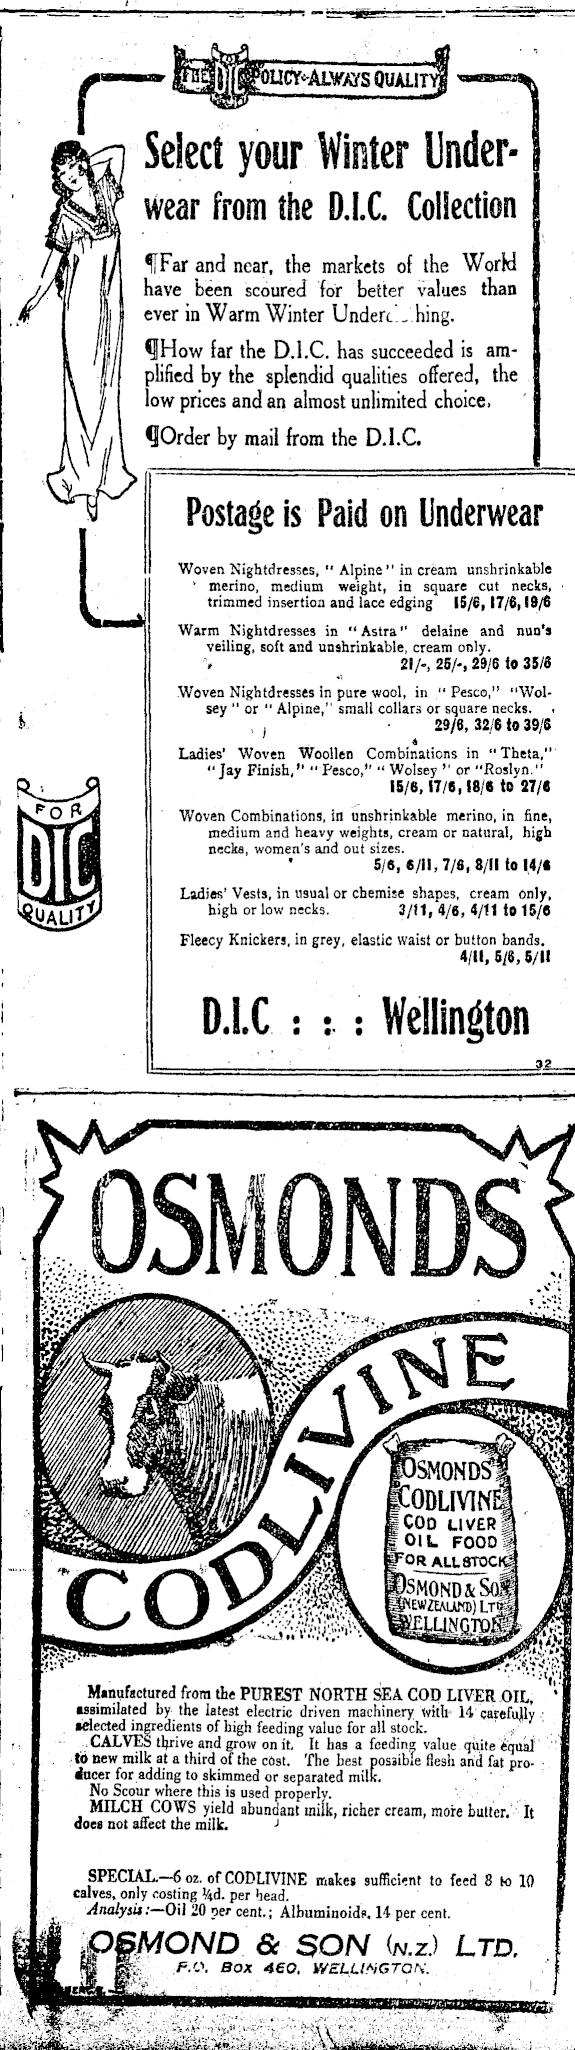 THE DIC POLICY-ALWAYS QUALITY
Select your Winter Under-
wear from the D.I.C. Collection
¶Far and near, the markets of the World
have been scoured for better values than
ever in Warm Winter
¶How far the D.I.C. has succeeded is am-
plified by the splendid qualities offered, the
low prices and an almost unlimited choice.
¶Order by mail from the D.I.C.
Postage is Paid on Underwear
Woven Nightdresses, "Alpine" in cream unshrinkable
merino, medium weight, in square cut necks,
trimmed insertion and lace edging 15/6, 17/6, 19/6
Warm Nightdresses in "Astra" delaine and nun's
veiling, soft and unshrinkable, cream only.
21/-, 25/-, 29/6 to 35/6
Woven Nightdresses in pure wool, in "Pesco," "Wol-
sey" or "Alpine," small collars or square necks.
29/6, 32/6 to 39/6
Ladies' Woven Woollen Combinations in "Theta,"
"Jay Finish," "Pesco," "Wolsey" or "Roslyn."
15/6, 17/6, 18/6 to 27/6
Woven Combinations, in unshrinkable merino, in fine,
medium and heavy weights, cream or natural, high
necks, women's and out sizes.
5/6, 6/11, 7/6, 8/11 to 14/6
Ladies' Vests, in usual or chemise shapes, cream only,
high or low necks. 3/11, 4/6, 4/11 to 15/6
Fleecy Knickers, in grey, elastic waist or button bands.
4/11, 5/6, 5/11
FOR
DIC
QUALITY
D.I.C : : : Wellington
32
OSMONDS
CODLIVINE
OSMONDS
CODLIVINE
COD LIVER
OIL FOOD
FOR ALL STOCK
OSMOND & SON
(NEW ZEALAND) LTD
WELLINGTON
Manufactured from the PUREST NORTH SEA COD LIVER OIL,
assimilated by the latest electric driven machinery with 14 carefully
selected ingredients of high feeding value for all stock.
CALVES thrive and grow on it. It has a feeding value quite equal
to new milk at a third of the cost. The best possible flesh and fat pro-
ducer for adding to skimmed or separated milk.
No Scour where this is used properly.
MILCH COWS yield abundant milk, richer cream, more butter. It
does not affect the milk.
SPECIAL.—6 oz. of CODLIVINE makes sufficient to feed 8 to 10
calves, only costing ¼d. per head.
Analysis:—Oil 20 per cent.; Albuminoids, 14 per cent.
OSMOND & SON (N.Z.) LTD.
P.O. Box 460, WELLINGTON.